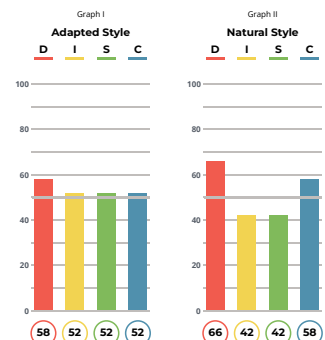 Graph I
Adapted Style
D I S C
100
80
60
40
20
0
58 52 52 52
Graph II
Natural Style
D I S C
100
80
60
40
20
0
66 42 42 58